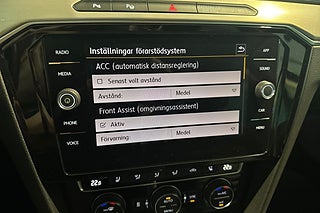 RADIO
MEDIA
PHONE
VOICE
Inställningar förarstödsystem
ACC (automatisk distansreglering)
Senast valt avstånd
Avstånd: Medel
Front Assist (omgivningsassistent)
Aktiv
Förvarning: Medel
APP
SOUND
CAR
MENU